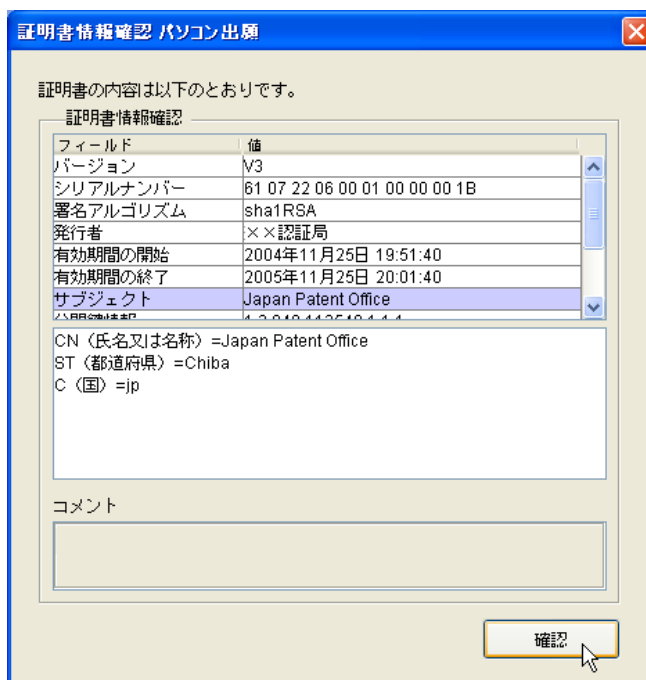 証明書情報確認 パソコン出願
証明書の内容は以下のとおりです。
証明書情報確認
フィールド 値
バージョン V3
シリアルナンバー 61 07 22 06 00 01 00 00 00 1B
署名アルゴリズム sha1RSA
発行者 ××認証局
有効期間の開始 2004年11月25日 19:51:40
有効期間の終了 2005年11月25日 20:01:40
サブジェクト Japan Patent Office
公開鍵情報
CN（氏名又は名称）=Japan Patent Office
ST（都道府県）=Chiba
C（国）=jp
コメント
確認